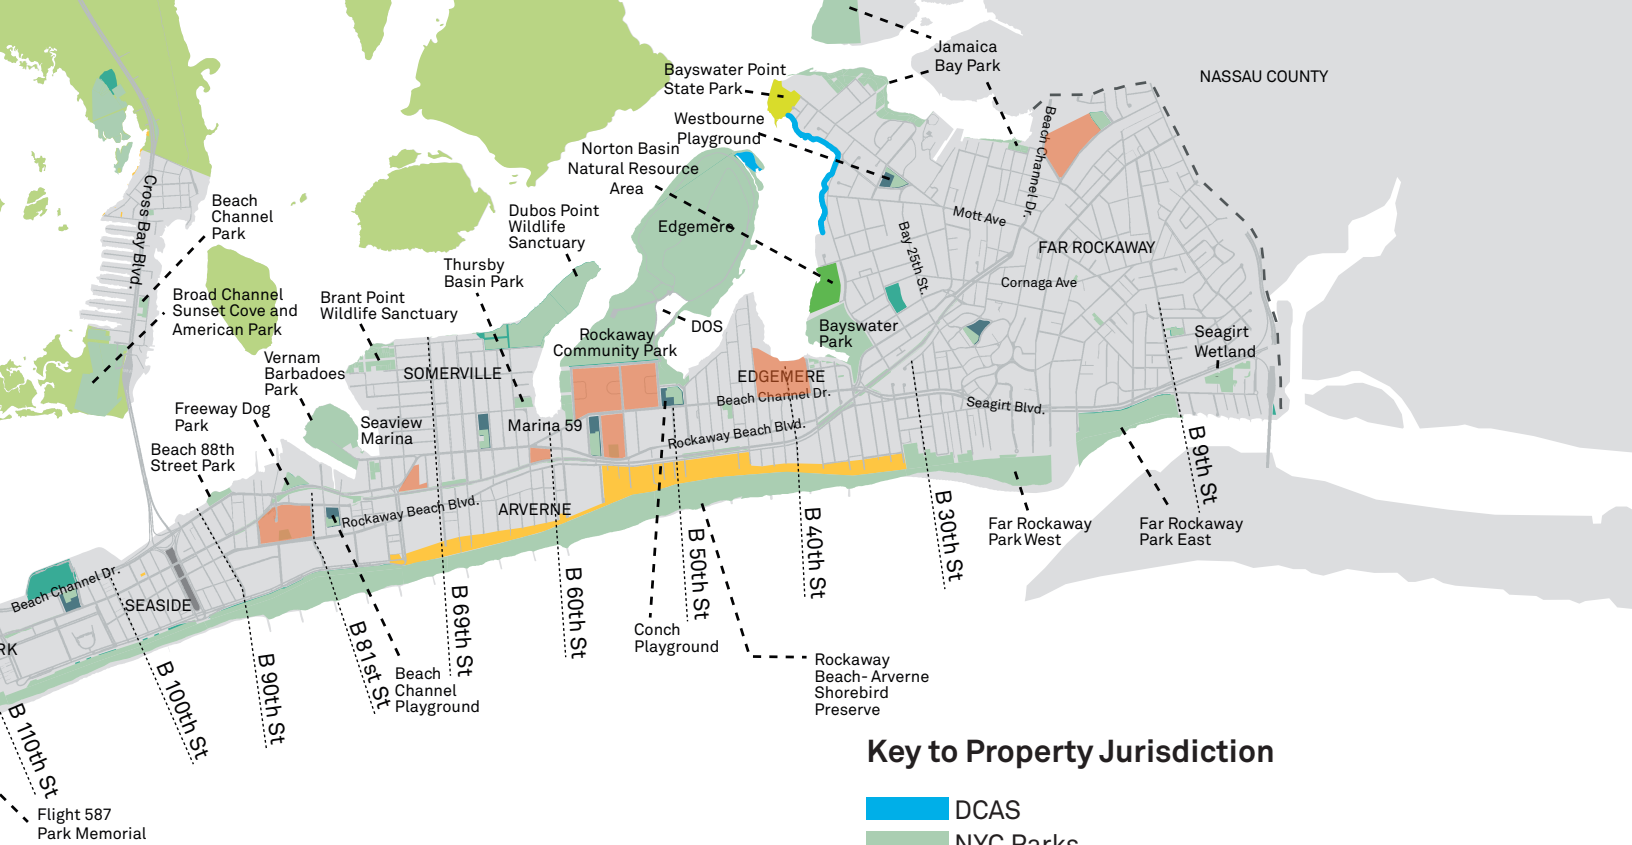 Jamaica
Bay Park
NASSAU COUNTY
Bayswater Point
State Park
Westbourne
Playground
Norton Basin
Natural Resource
Area
Beach Channel Dr.
Cross Bay Blvd.
Beach
Channel
Park
Dubos Point
Wildlife
Sanctuary
Edgemere
Mott Ave
Bay 25th St.
FAR ROCKAWAY
Cornaga Ave
Thursby
Basin Park
Broad Channel
Sunset Cove and
American Park
Brant Point
Wildlife Sanctuary
DOS
Rockaway
Community Park
Bayswater
Park
Seagirt
Wetland
Vernam
Barbadoes
Park
SOMERVILLE
EDGEMERE
Beach Channel Dr.
Seagirt Blvd.
Freeway Dog
Park
Seaview
Marina
Marina 59
Rockaway Beach Blvd.
Beach 88th
Street Park
B 9th St
Rockaway Beach Blvd.
ARVERNE
B 30th St
Far Rockaway
Park West
Far Rockaway
Park East
B 40th St
B 50th St
B 60th St
B 69th St
Beach Channel Dr.
SEASIDE
RK
B 81st St
B 90th St
B 100th St
B 110th St
Conch
Playground
Rockaway
Beach- Arverne
Shorebird
Preserve
Beach
Channel
Playground
Flight 587
Park Memorial
Key to Property Jurisdiction
DCAS
NYC Parks